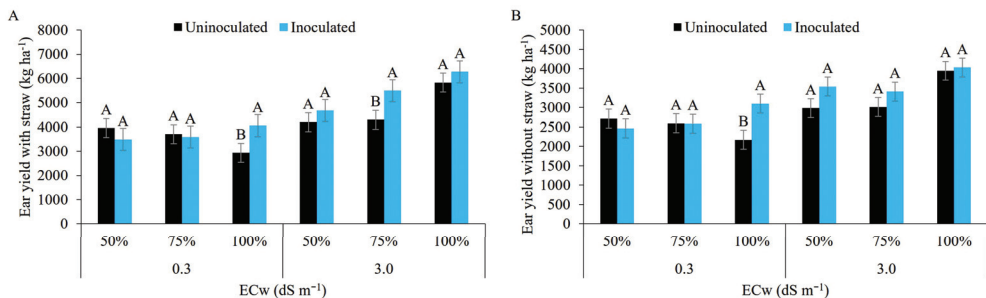 A
Uninoculated Inoculated
Ear yield with straw (kg ha⁻¹)
8000
7000
6000
5000
4000
3000
2000
1000
0
A A A A B A A A B A A A
50% 75% 100% 50% 75% 100%
0.3 3.0
ECw (dS m⁻¹)
B
Uninoculated Inoculated
Ear yield without straw (kg ha⁻¹)
5000
4500
4000
3500
3000
2500
2000
1500
1000
500
0
A A A A B A A A A A A A
50% 75% 100% 50% 75% 100%
0.3 3.0
ECw (dS m⁻¹)